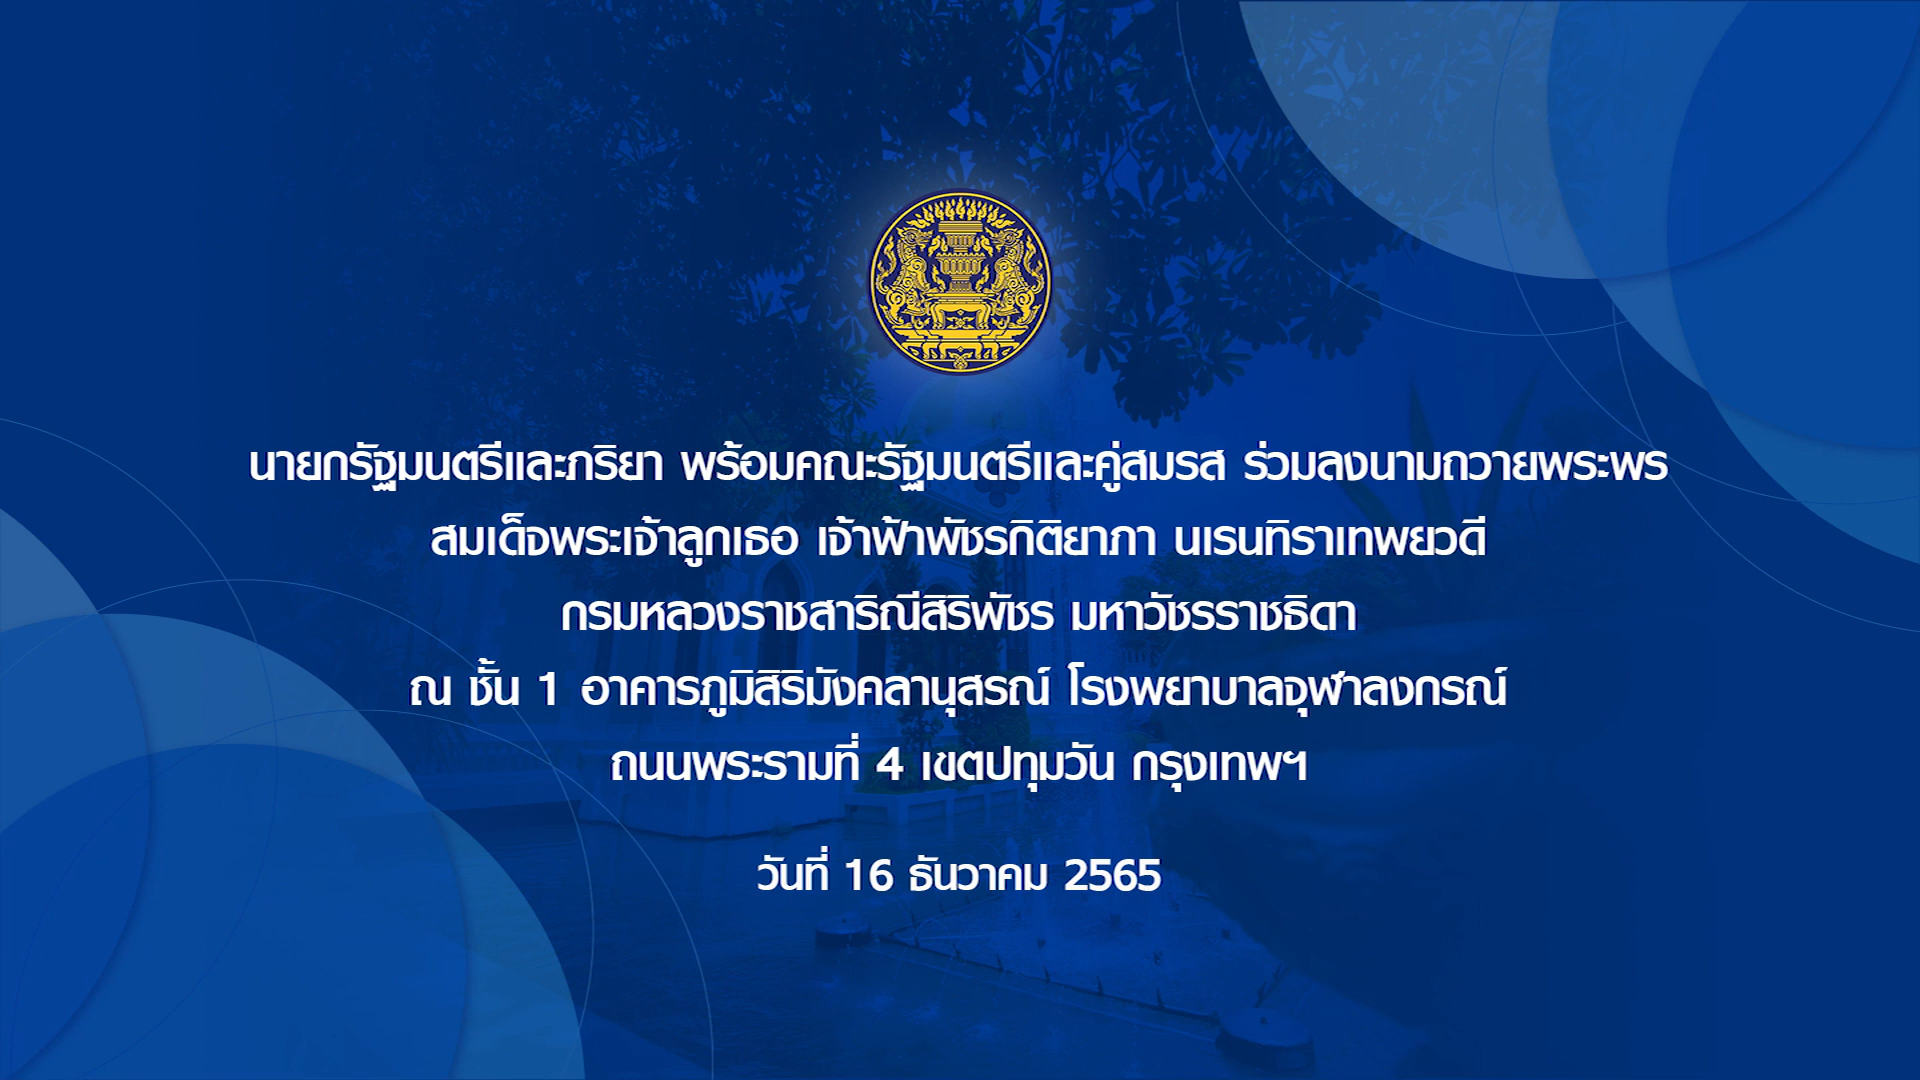 นายกรัฐมนตรีและภริยา พร้อมคณะรัฐมนตรีและคู่สมรส ร่วมลงนามถวายพระพร
สมเด็จพระเจ้าลูกเธอ เจ้าฟ้าพัชรกิติยาภา นเรนทิราเทพยวดี
กรมหลวงราชสาริณีสิริพัชร มหาวัชรราชธิดา
ณ ชั้น 1 อาคารภูมิสิริมังคลานุสรณ์ โรงพยาบาลจุฬาลงกรณ์
ถนนพระรามที่ 4 เขตปทุมวัน กรุงเทพฯ
วันที่ 16 ธันวาคม 2565